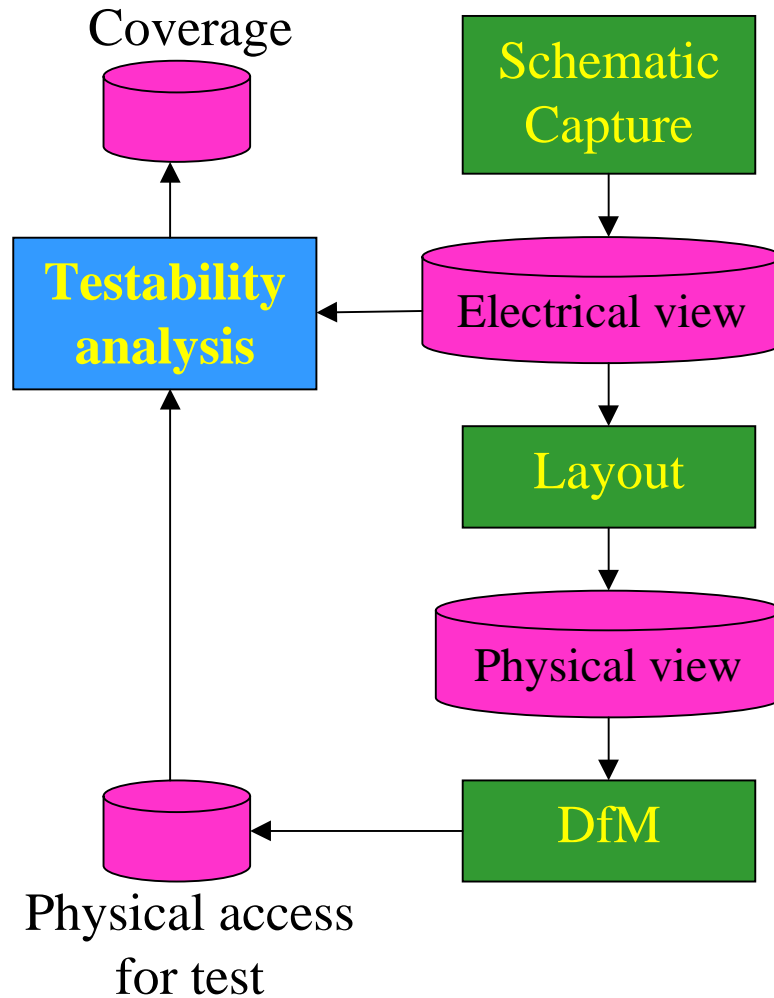 Coverage
Schematic
Capture
Testability
analysis
Electrical view
Layout
Physical view
DfM
Physical access
for test